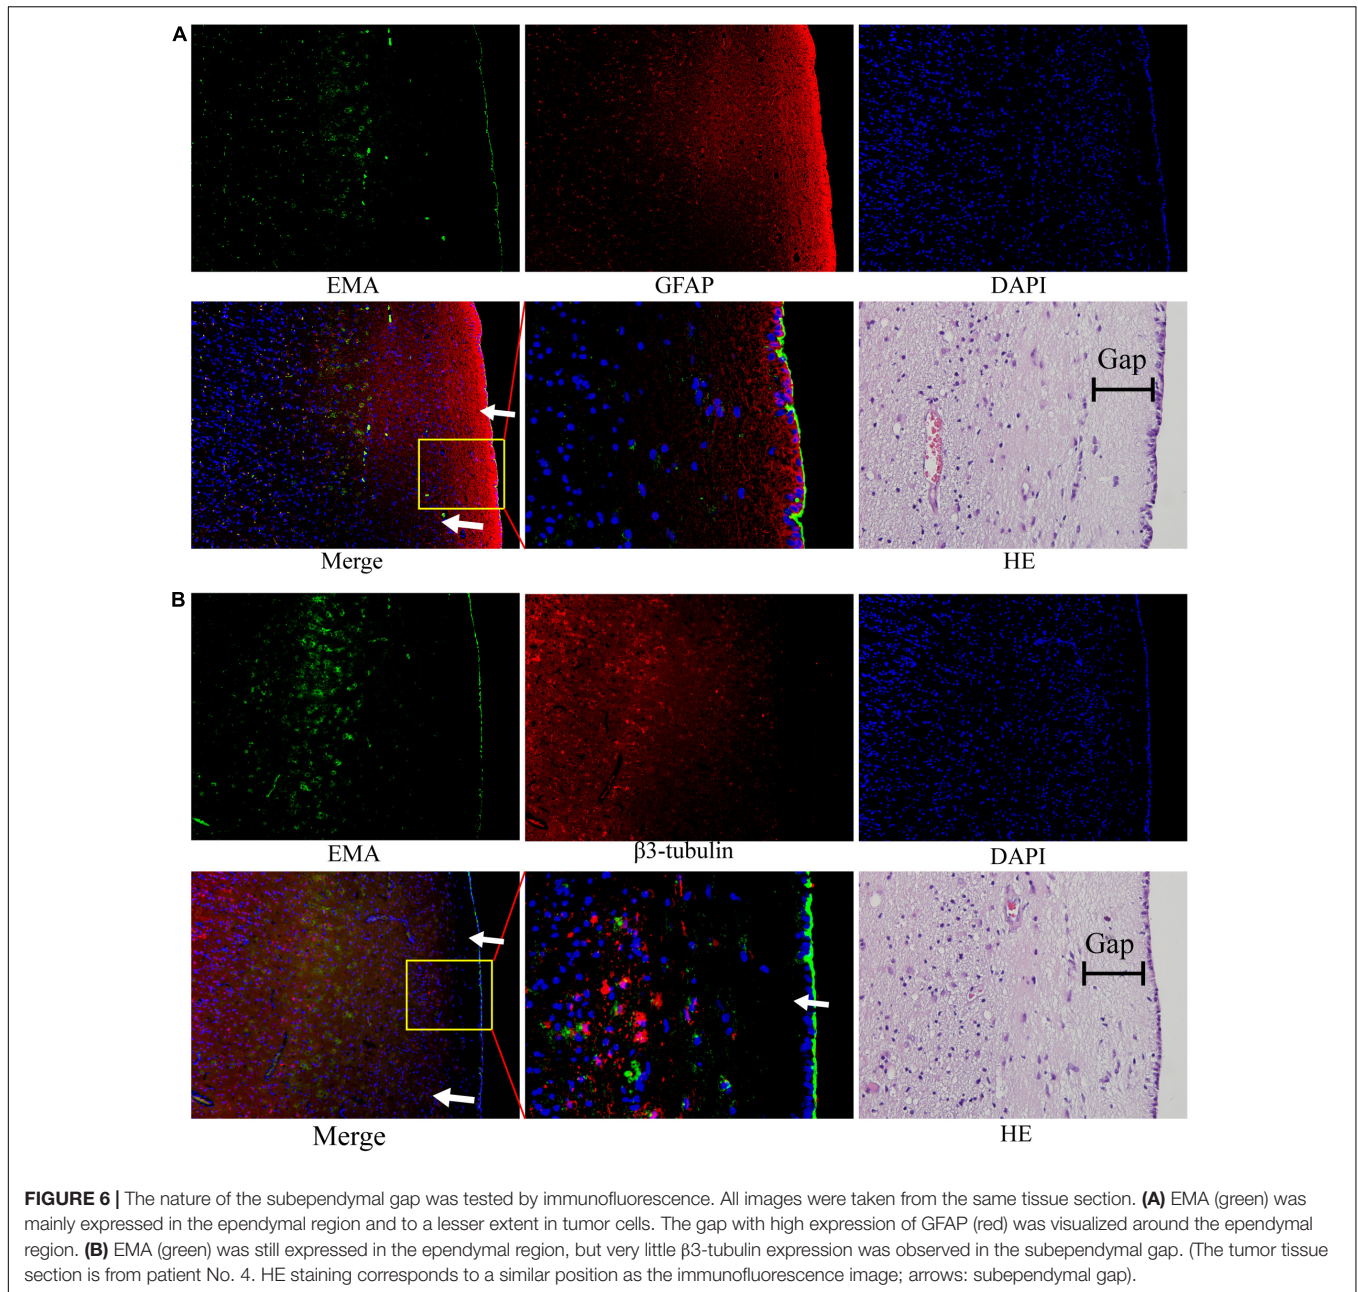 A
EMA
GFAP
DAPI
Gap
Merge
HE
B
EMA
β3-tubulin
DAPI
Gap
Merge
HE
FIGURE 6 | The nature of the subependymal gap was tested by immunofluorescence. All images were taken from the same tissue section. (A) EMA (green) was
mainly expressed in the ependymal region and to a lesser extent in tumor cells. The gap with high expression of GFAP (red) was visualized around the ependymal
region. (B) EMA (green) was still expressed in the ependymal region, but very little β3-tubulin expression was observed in the subependymal gap. (The tumor tissue
section is from patient No. 4. HE staining corresponds to a similar position as the immunofluorescence image; arrows: subependymal gap).